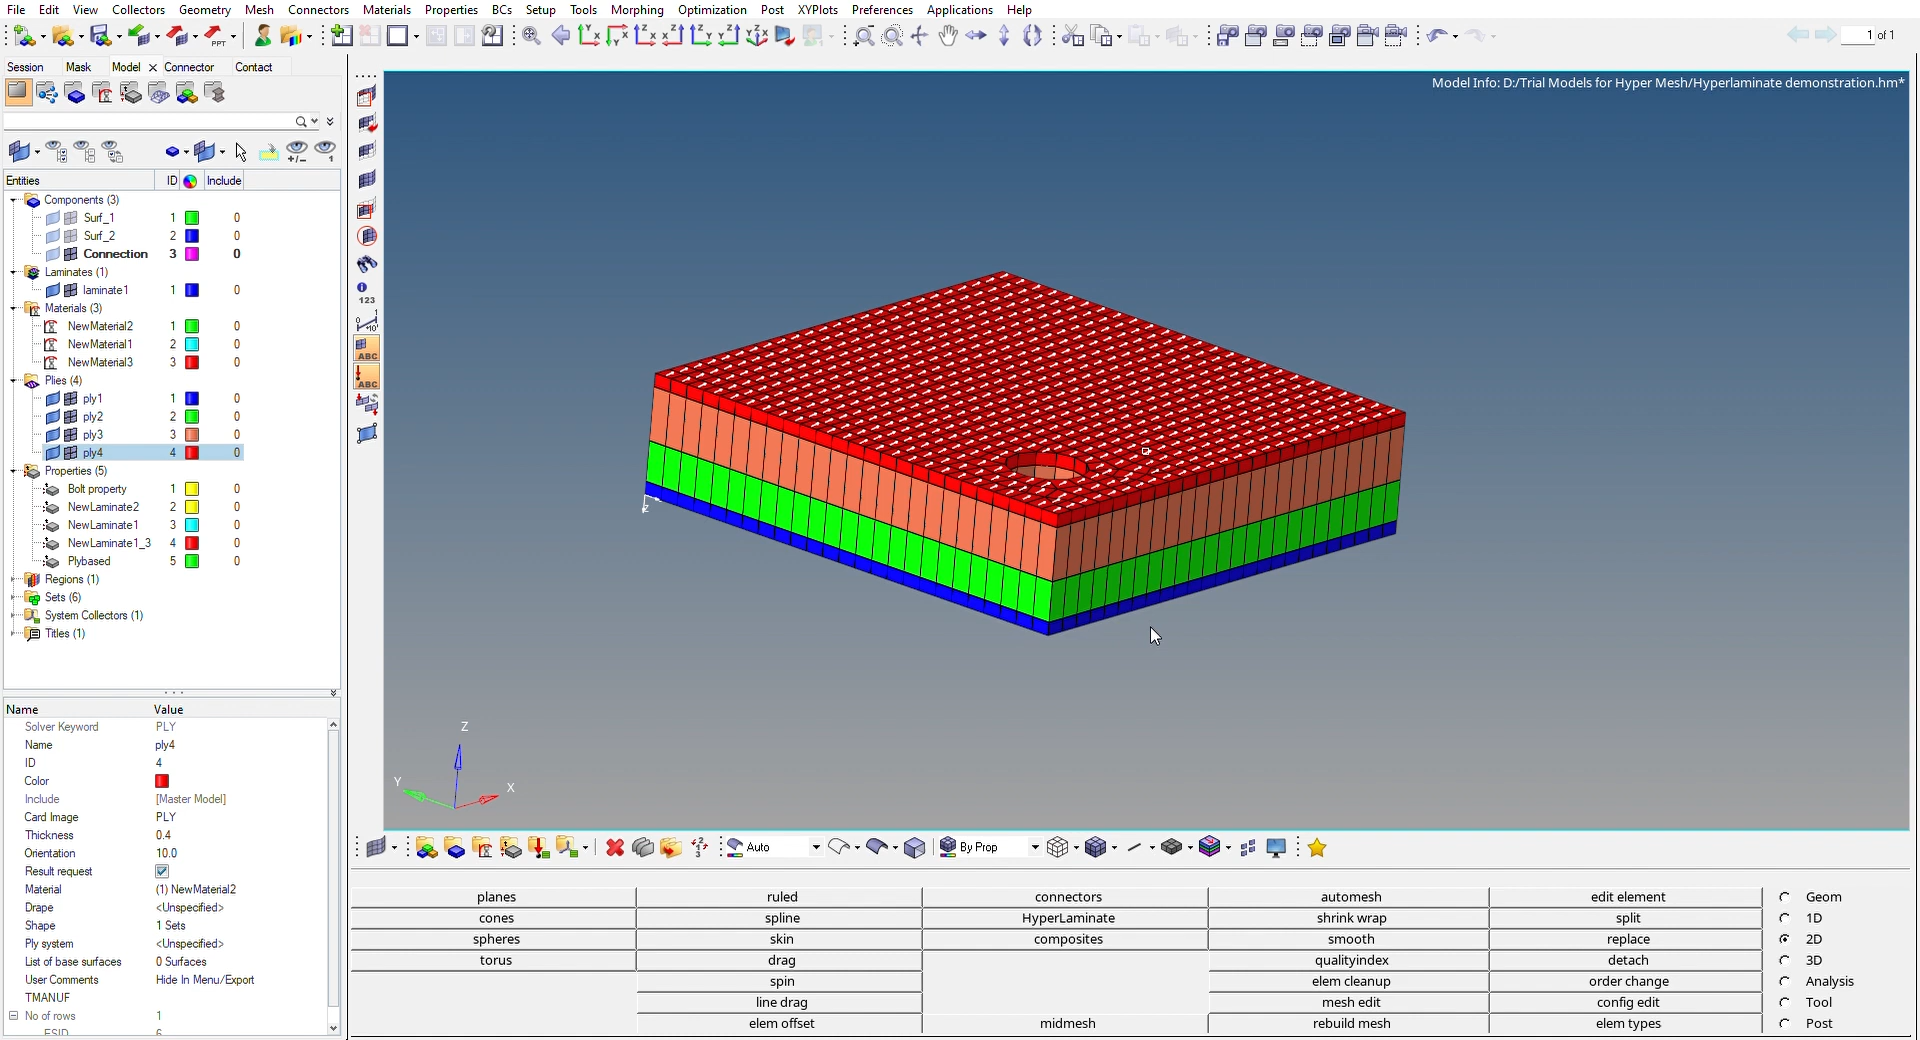 File Edit View Collectors Geometry Mesh Connectors Materials Properties BCs Setup Tools Morphing Optimization Post XYPlots Preferences Applications Help
1 of 1
Session Mask Model Connector Contact
Model Info: D:/Trial Models for Hyper Mesh/Hyperlaminate demonstration.hm*
Entities ID Include
Components (3)
Surf_1 1 0
Surf_2 2 0
Connection 3 0
Laminates (1)
laminate1 1 0
Materials (3)
NewMaterial2 1 0
NewMaterial1 2 0
NewMaterial3 3 0
Plies (4)
ply1 1 0
ply2 2 0
ply3 3 0
ply4 4 0
Properties (5)
Bolt property 1 0
NewLaminate2 2 0
NewLaminate1 3 0
NewLaminate1_3 4 0
Plybased 5 0
Regions (1)
Sets (6)
System Collectors (1)
Titles (1)
123
ABC
ABC
Z
Z
Y
X
Name Value
Solver Keyword PLY
Name ply4
ID 4
Color
Include [Master Model]
Card Image PLY
Thickness 0.4
Orientation 10.0
Result request
Material (1) NewMaterial2
Drape <Unspecified>
Shape 1 Sets
Ply system <Unspecified>
List of base surfaces 0 Surfaces
User Comments Hide In Menu/Export
TMANUF
No of rows 1
ESID 6
Auto By Prop
planes ruled connectors automesh edit element Geom
cones spline HyperLaminate shrink wrap split 1D
spheres skin composites smooth replace 2D
torus drag qualityindex detach 3D
spin elem cleanup order change Analysis
line drag mesh edit config edit Tool
elem offset midmesh rebuild mesh elem types Post